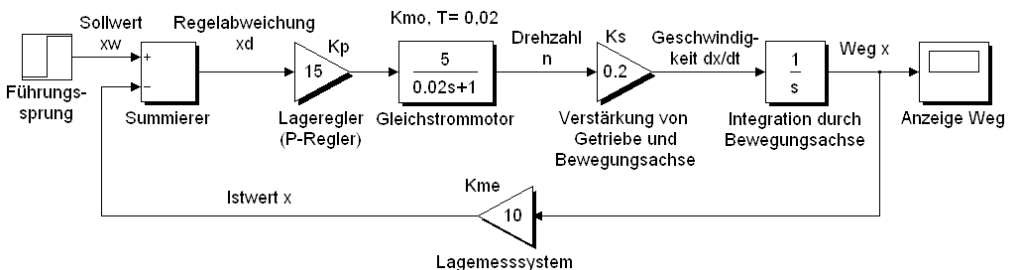 Kmo, T= 0,02
Sollwert
xw
Regelabweichung
xd
Kp
Drehzahl
n
Ks
Geschwindig-
keit dx/dt
Weg x
+
−
15
5
0.02s+1
0.2
1
s
Führungs-
sprung
Summierer
Lageregler
(P-Regler)
Gleichstrommotor
Verstärkung von
Getriebe und
Bewegungsachse
Integration durch
Bewegungsachse
Anzeige Weg
Istwert x
Kme
10
Lagemesssystem